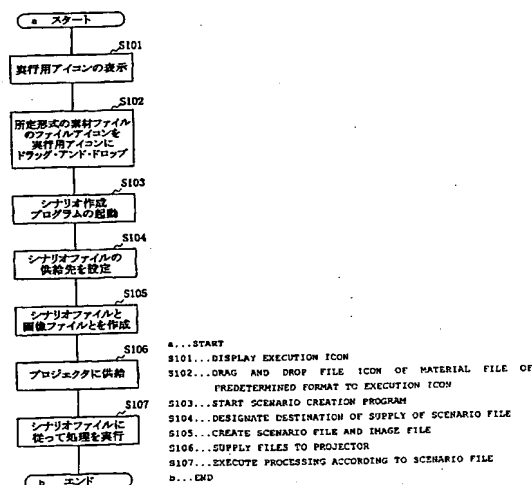 a スタート
S101
実行用アイコンの表示
S102
所定形式の素材ファイル
のファイルアイコンを
実行用アイコンに
ドラッグ・アンド・ドロップ
S103
シナリオ作成
プログラムの起動
S104
シナリオファイルの
供給先を設定
S105
シナリオファイルと
画像ファイルとを作成
S106
プロジェクタに供給
S107
シナリオファイルに
従って処理を実行
b エンド
a...START
S101...DISPLAY EXECUTION ICON
S102...DRAG AND DROP FILE ICON OF MATERIAL FILE OF
PREDETERMINED FORMAT TO EXECUTION ICON
S103...START SCENARIO CREATION PROGRAM
S104...DESIGNATE DESTINATION OF SUPPLY OF SCENARIO FILE
S105...CREATE SCENARIO FILE AND IMAGE FILE
S106...SUPPLY FILES TO PROJECTOR
S107...EXECUTE PROCESSING ACCORDING TO SCENARIO FILE
b...END